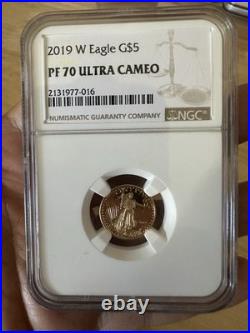 2019 W Eagle G$5
PF 70 ULTRA CAMEO
2131977-016
NUMISMATIC GUARANTY COMPANY
NGC